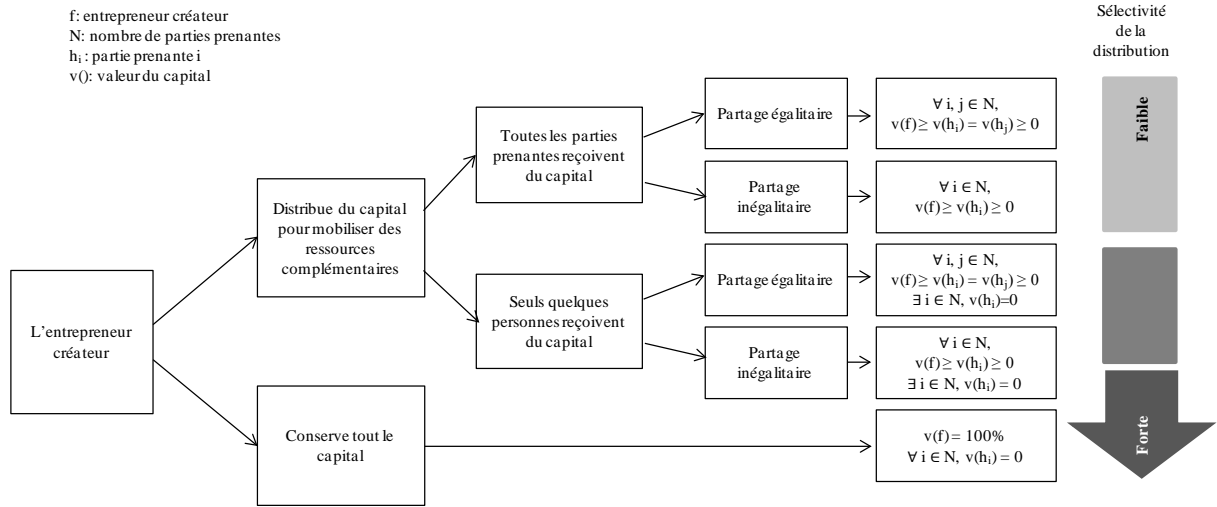 f: entrepreneur créateur
N: nombre de parties prenantes
hᵢ : partie prenante i
v(): valeur du capital
Sélectivité
de la
distribution
L'entrepreneur
créateur
Distribue du capital
pour mobiliser des
ressources
complémentaires
Conserve tout le
capital
Toutes les parties
prenantes reçoivent
du capital
Seuls quelques
personnes reçoivent
du capital
Partage égalitaire
Partage
inégalitaire
Partage égalitaire
Partage
inégalitaire
∀ i, j ∈ N,
v(f) ≥ v(hᵢ) = v(hⱼ) ≥ 0
∀ i ∈ N,
v(f) ≥ v(hᵢ) ≥ 0
∀ i, j ∈ N,
v(f) ≥ v(hᵢ) = v(hⱼ) ≥ 0
∃ i ∈ N, v(hᵢ)=0
∀ i ∈ N,
v(f) ≥ v(hᵢ) ≥ 0
∃ i ∈ N, v(hᵢ) = 0
v(f) = 100%
∀ i ∈ N, v(hᵢ) = 0
Faible
Forte